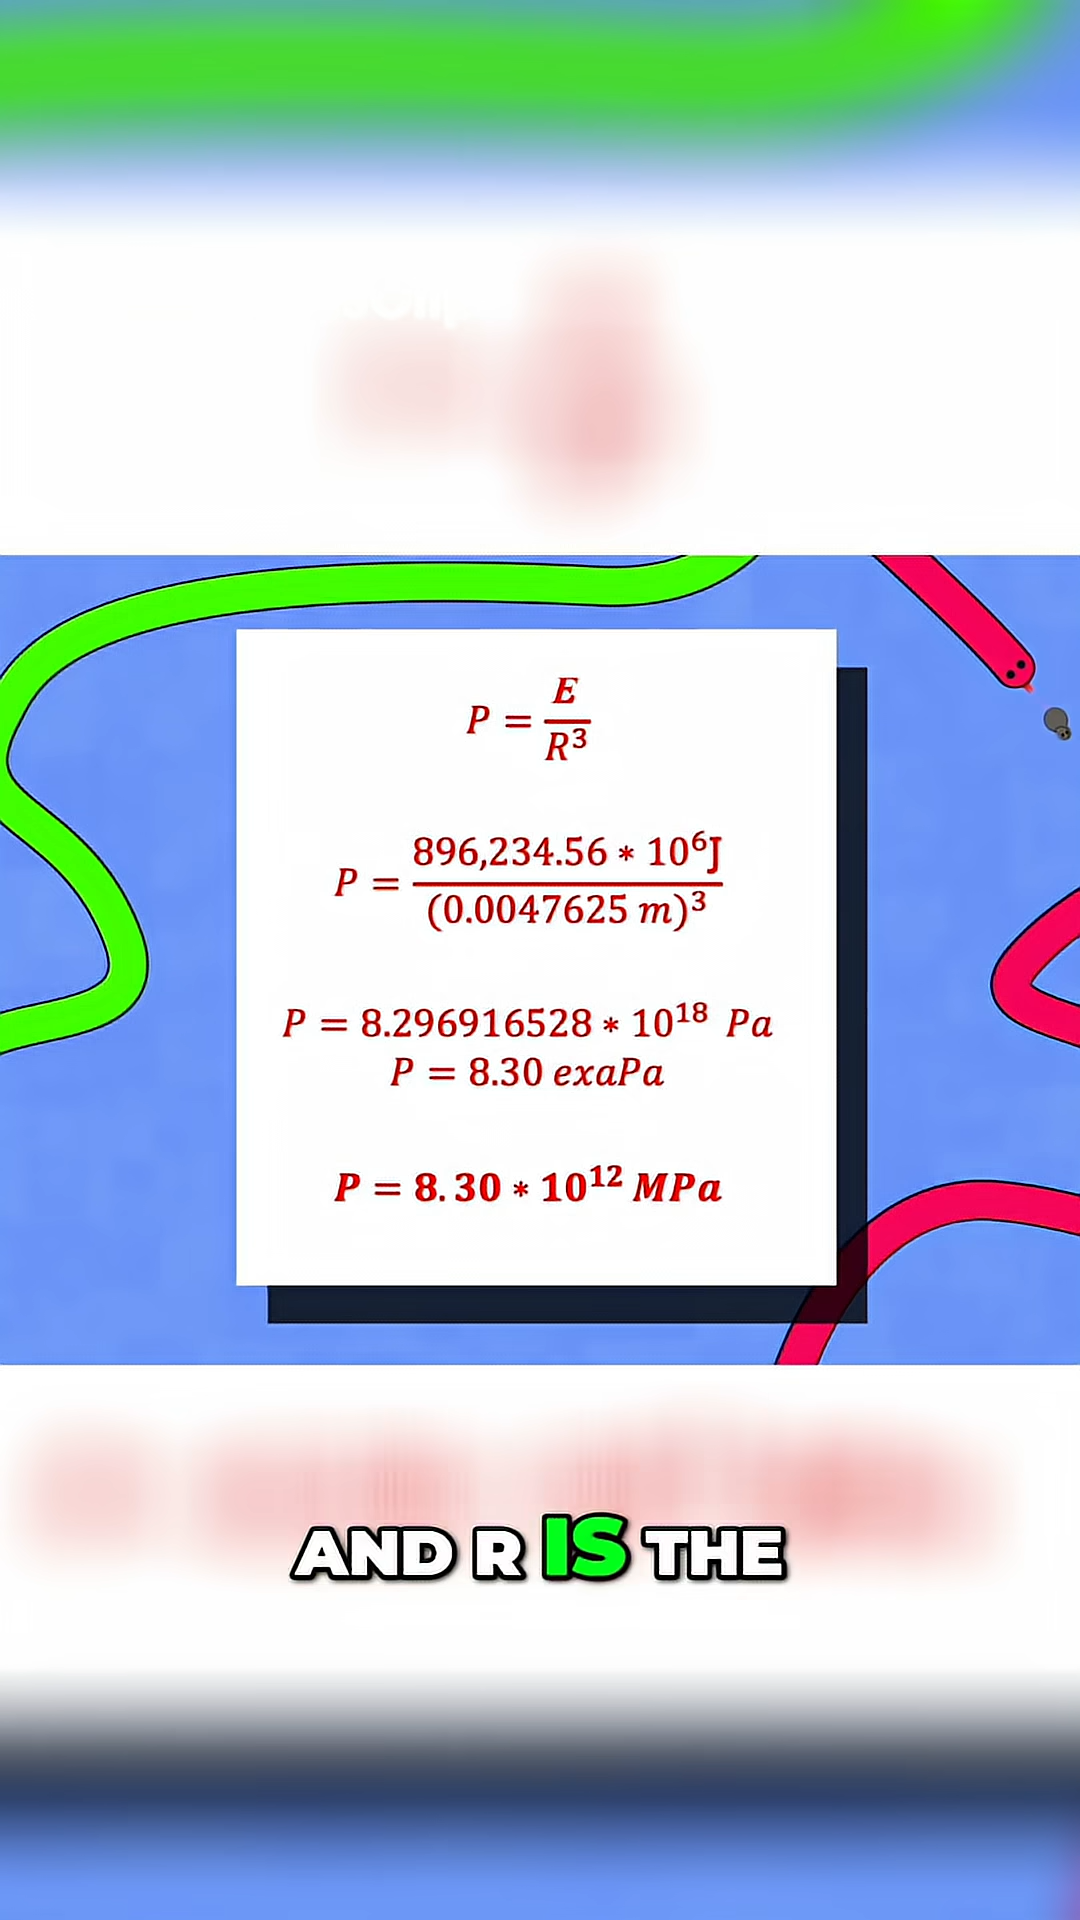 P = E / R³
P = 896,234.56 * 10⁶J / (0.0047625 m)³
P = 8.296916528 * 10¹⁸ Pa
P = 8.30 exaPa
P = 8.30 * 10¹² MPa
AND R IS THE